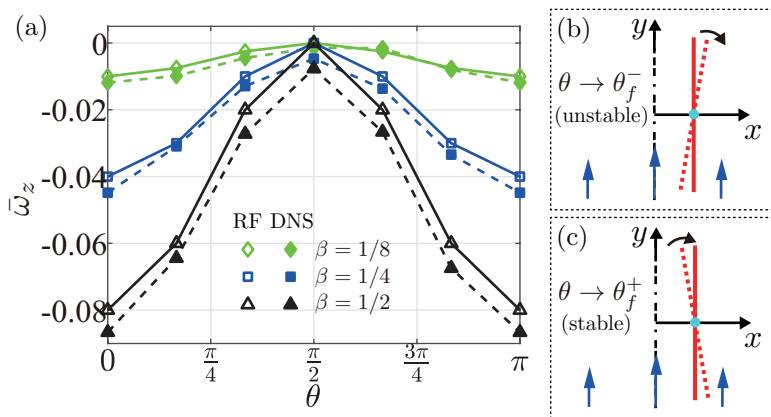 (a)
0
-0.02
-0.04
-0.06
-0.08
ω̄_z
RF DNS
β = 1/8
β = 1/4
β = 1/2
0
π/4
π/2
3π/4
π
θ
(b)
y
θ → θ_f^-
(unstable)
x
(c)
y
θ → θ_f^+
(stable)
x